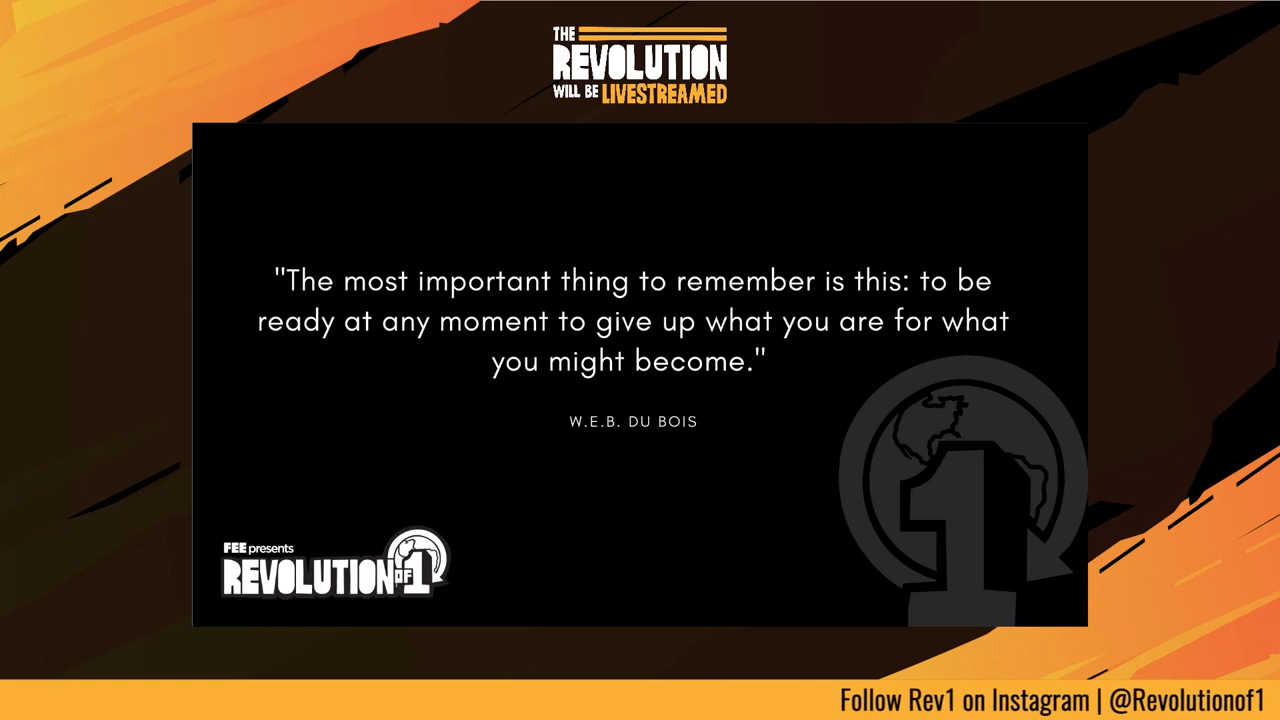 THE
REVOLUTION
WILL BE LIVESTREAMED
"The most important thing to remember is this: to be
ready at any moment to give up what you are for what
you might become."
W.E.B. DU BOIS
FEE presents
REVOLUTION OF 1
1
Follow Rev1 on Instagram | @Revolutionof1